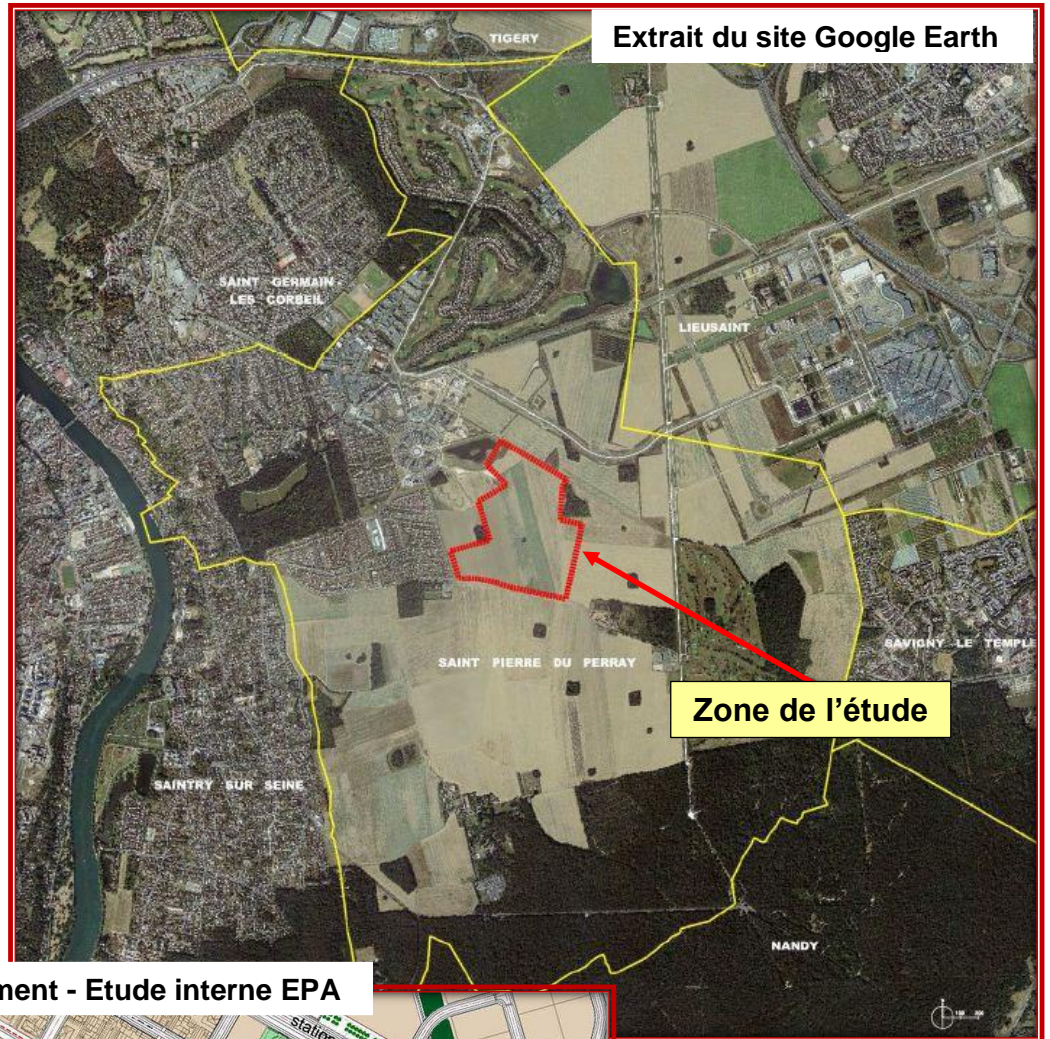 TIGERY
Extrait du site Google Earth
SAINT GERMAIN -
LES CORBEIL
LIEUSAINT
SAINT PIERRE DU PERRAY
SAVIGNY LE TEMPLE
Zone de l'étude
SAINTRY SUR SEINE
NANDY
ment - Etude interne EPA
station